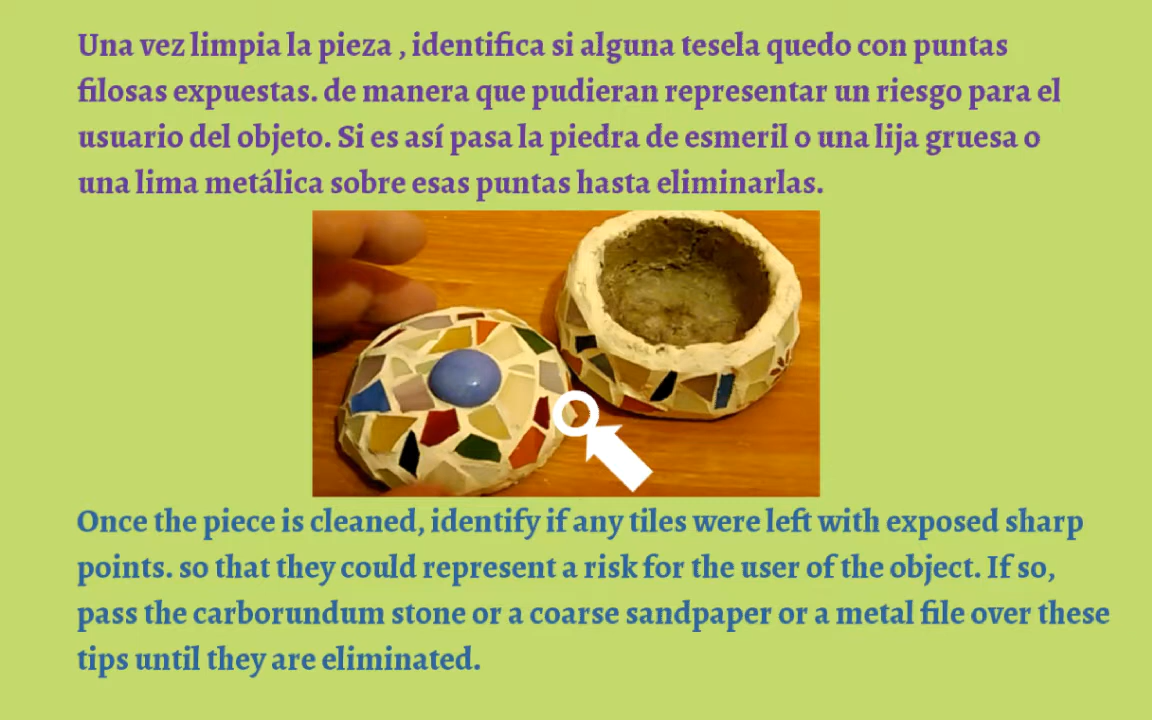 Una vez limpia la pieza , identifica si alguna tesela quedo con puntas
filosas expuestas. de manera que pudieran representar un riesgo para el
usuario del objeto. Si es así pasa la piedra de esmeril o una lija gruesa o
una lima metálica sobre esas puntas hasta eliminarlas.
Once the piece is cleaned, identify if any tiles were left with exposed sharp
points. so that they could represent a risk for the user of the object. If so,
pass the carborundum stone or a coarse sandpaper or a metal file over these
tips until they are eliminated.